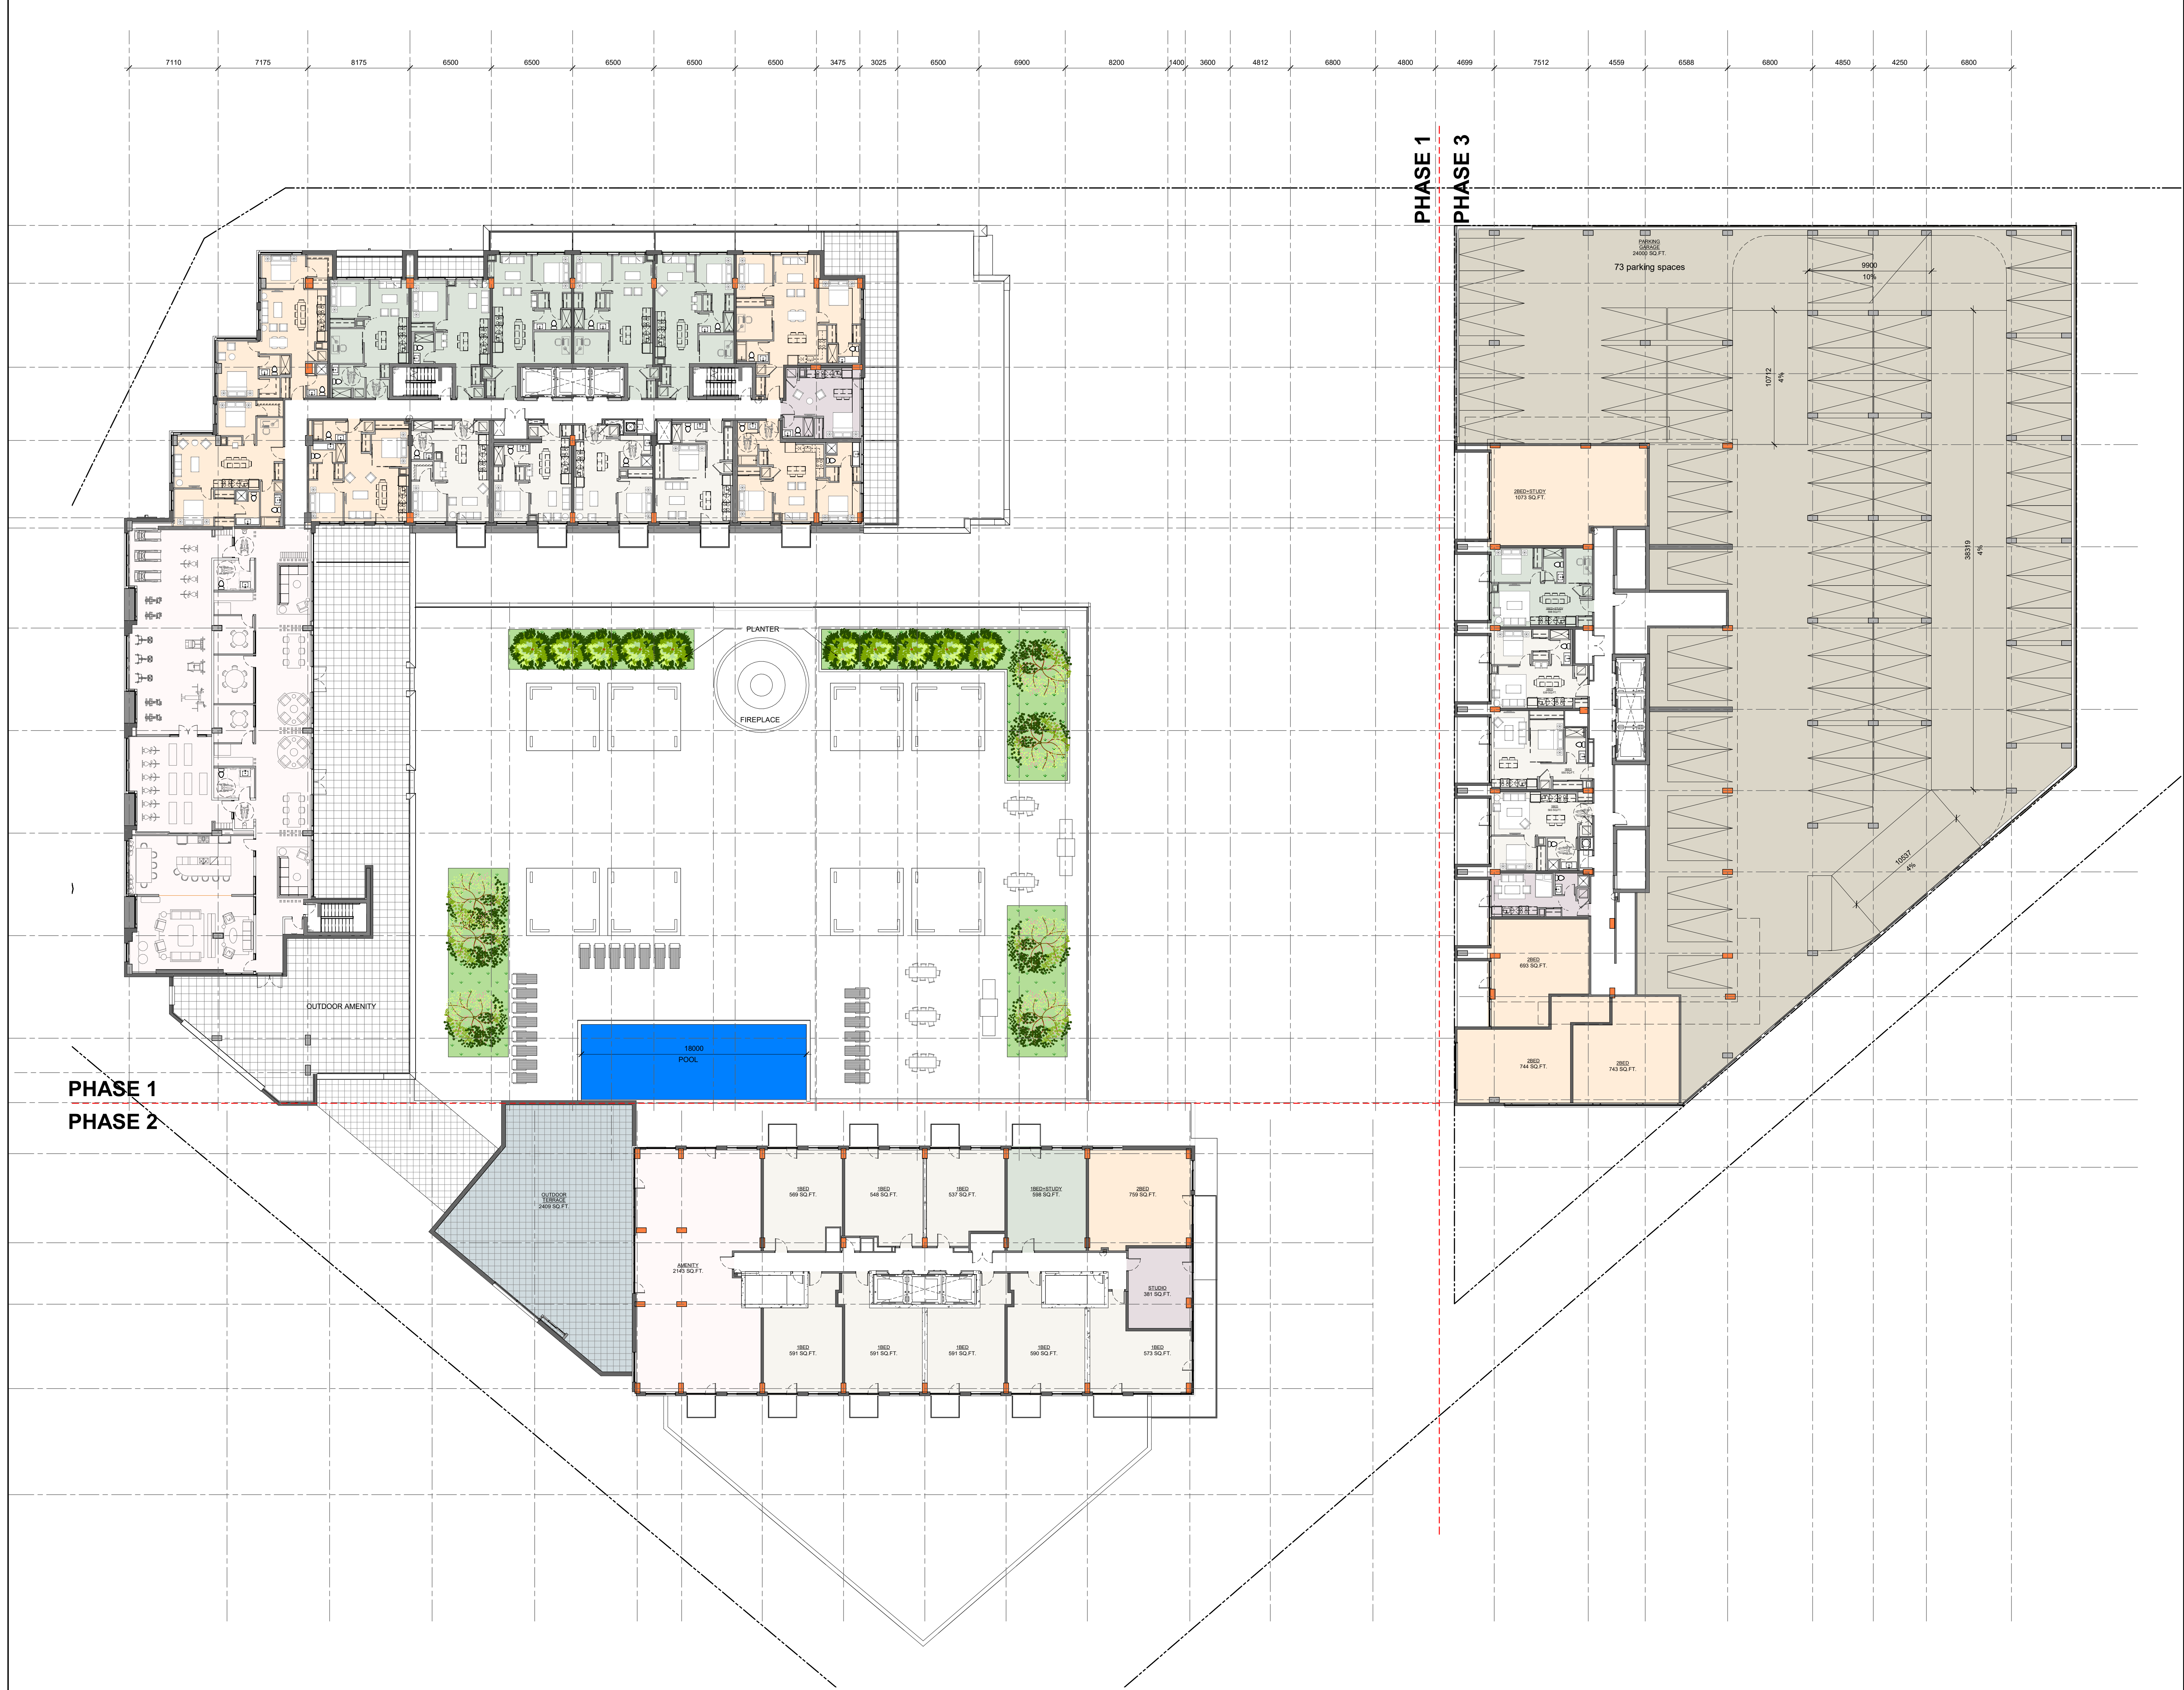 7110 7175 8175 6500 6500 6500 6500 6500 3475 3025 6500 6900 8200 1400 3600 4812 6800 4800 4699 7512 4559 6588 6800 4850 4250 6800
PHASE 1
PHASE 3
PARKING
GARAGE
24000 SQ.FT.
73 parking spaces
9900
10%
10712
4%
38319
4%
10537
4%
2BED+STUDY
1073 SQ.FT.
2BED
693 SQ.FT.
2BED
744 SQ.FT.
2BED
743 SQ.FT.
PLANTER
FIREPLACE
OUTDOOR AMENITY
18000
POOL
PHASE 1
PHASE 2
OUTDOOR
TERRACE
2409 SQ.FT.
AMENITY
2143 SQ.FT.
1BED
569 SQ.FT.
1BED
548 SQ.FT.
1BED
537 SQ.FT.
1BED+STUDY
598 SQ.FT.
2BED
759 SQ.FT.
STUDIO
381 SQ.FT.
1BED
591 SQ.FT.
1BED
591 SQ.FT.
1BED
591 SQ.FT.
1BED
590 SQ.FT.
1BED
573 SQ.FT.